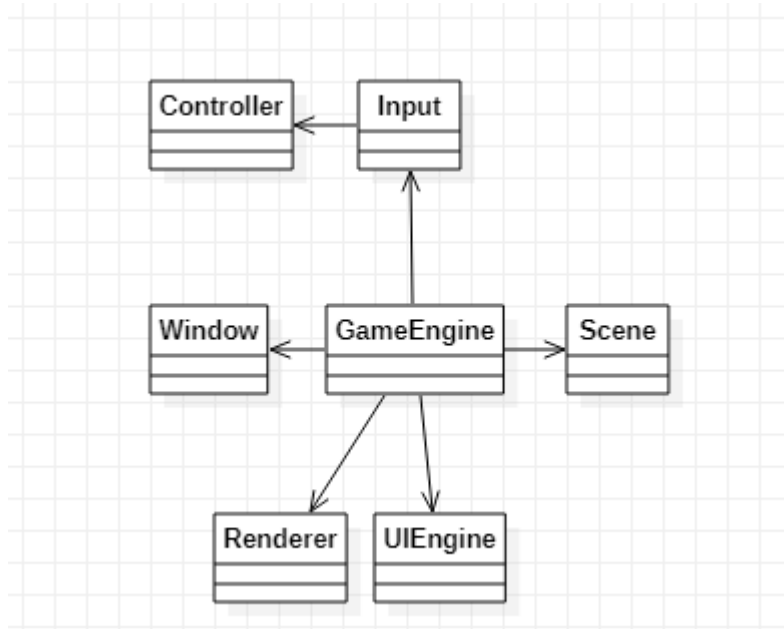 Controller
Input
Window
GameEngine
Scene
Renderer
UIEngine